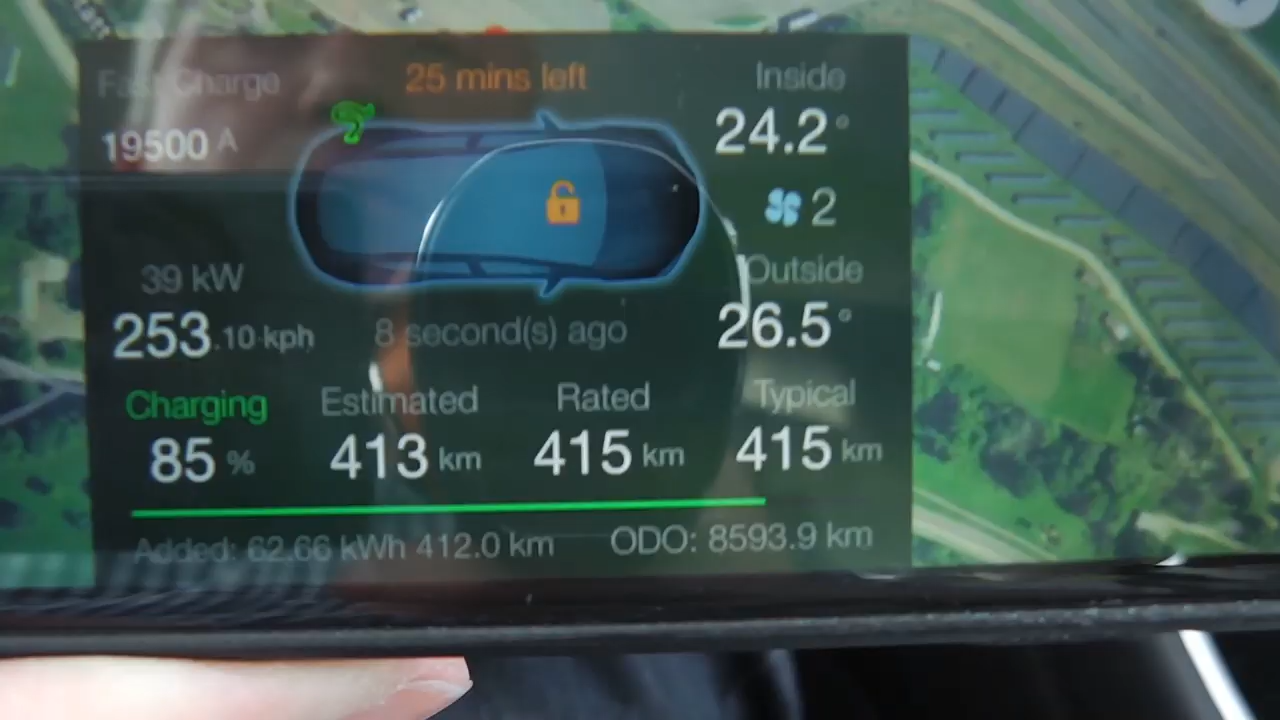 Fast Charge 25 mins left Inside
19500 A 24.2°
2
39 kW Outside
253.10 kph 8 second(s) ago 26.5°
Charging Estimated Rated Typical
85 % 413 km 415 km 415 km
Added: 62.66 kWh 412.0 km ODO: 8593.9 km